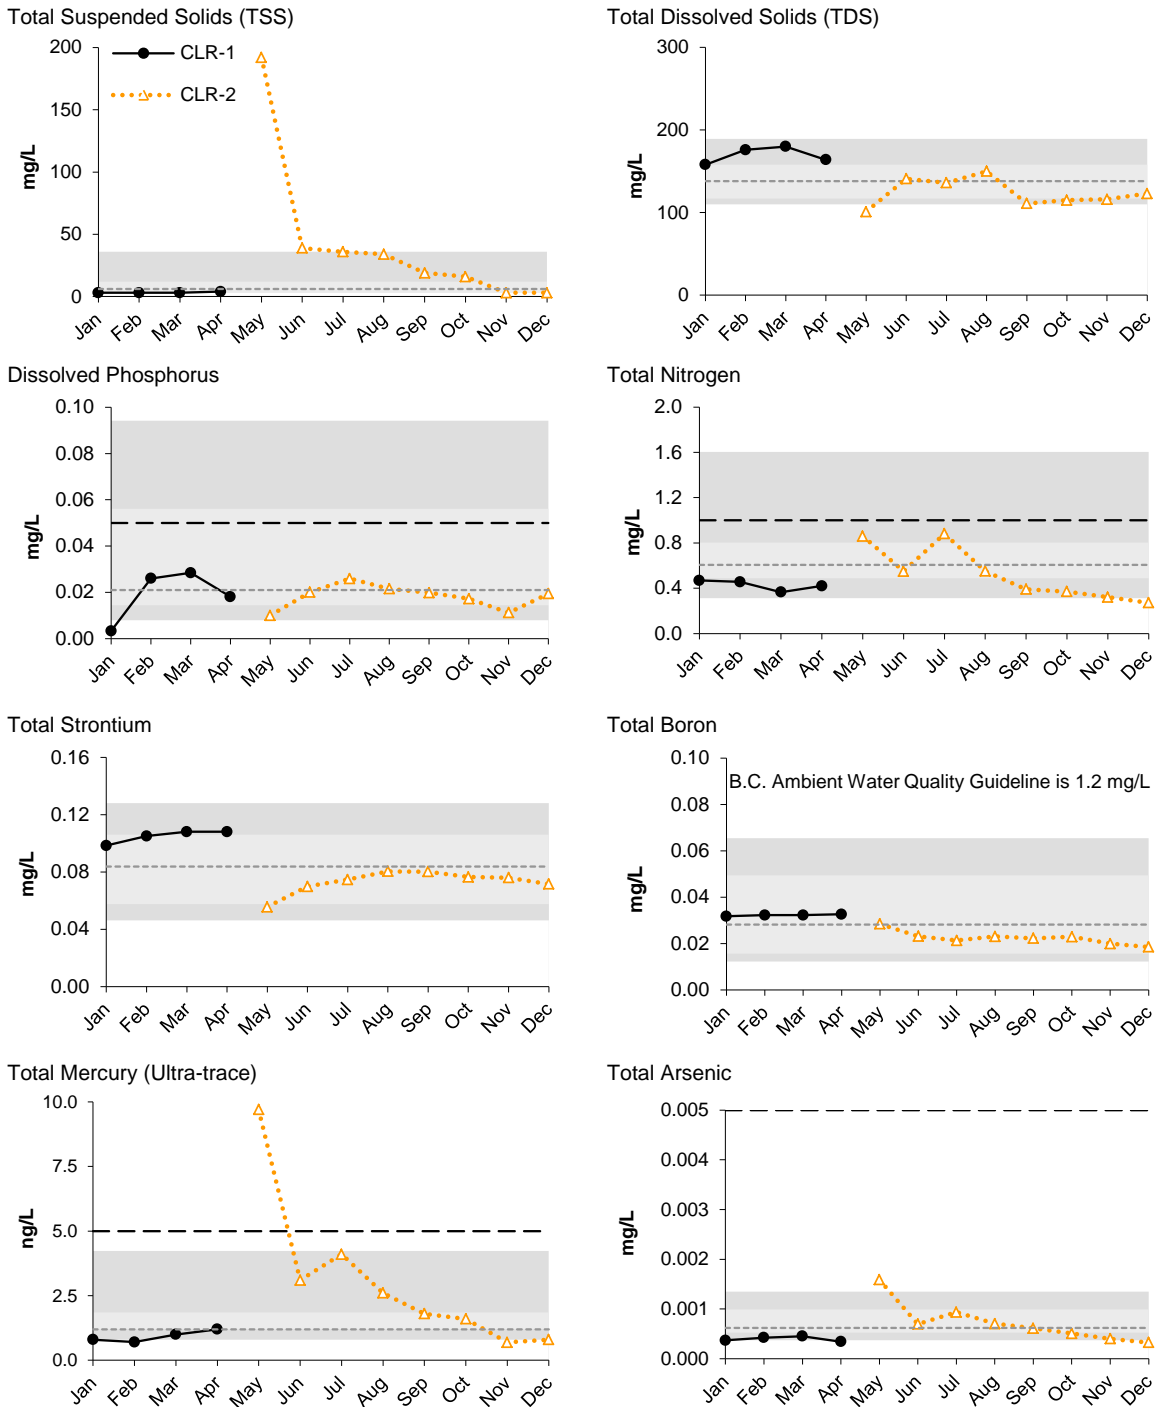 Total Suspended Solids (TSS)
200
150
100
50
0
mg/L
CLR-1
CLR-2
Jan Feb Mar Apr May Jun Jul Aug Sep Oct Nov Dec
Total Dissolved Solids (TDS)
300
200
100
0
mg/L
Jan Feb Mar Apr May Jun Jul Aug Sep Oct Nov Dec
Dissolved Phosphorus
0.10
0.08
0.06
0.04
0.02
0.00
mg/L
Jan Feb Mar Apr May Jun Jul Aug Sep Oct Nov Dec
Total Nitrogen
2.0
1.6
1.2
0.8
0.4
0.0
mg/L
Jan Feb Mar Apr May Jun Jul Aug Sep Oct Nov Dec
Total Strontium
0.16
0.12
0.08
0.04
0.00
mg/L
Jan Feb Mar Apr May Jun Jul Aug Sep Oct Nov Dec
Total Boron
0.10
0.08
0.06
0.04
0.02
0.00
mg/L
B.C. Ambient Water Quality Guideline is 1.2 mg/L
Jan Feb Mar Apr May Jun Jul Aug Sep Oct Nov Dec
Total Mercury (Ultra-trace)
10.0
7.5
5.0
2.5
0.0
ng/L
Jan Feb Mar Apr May Jun Jul Aug Sep Oct Nov Dec
Total Arsenic
0.005
0.004
0.003
0.002
0.001
0.000
mg/L
Jan Feb Mar Apr May Jun Jul Aug Sep Oct Nov Dec